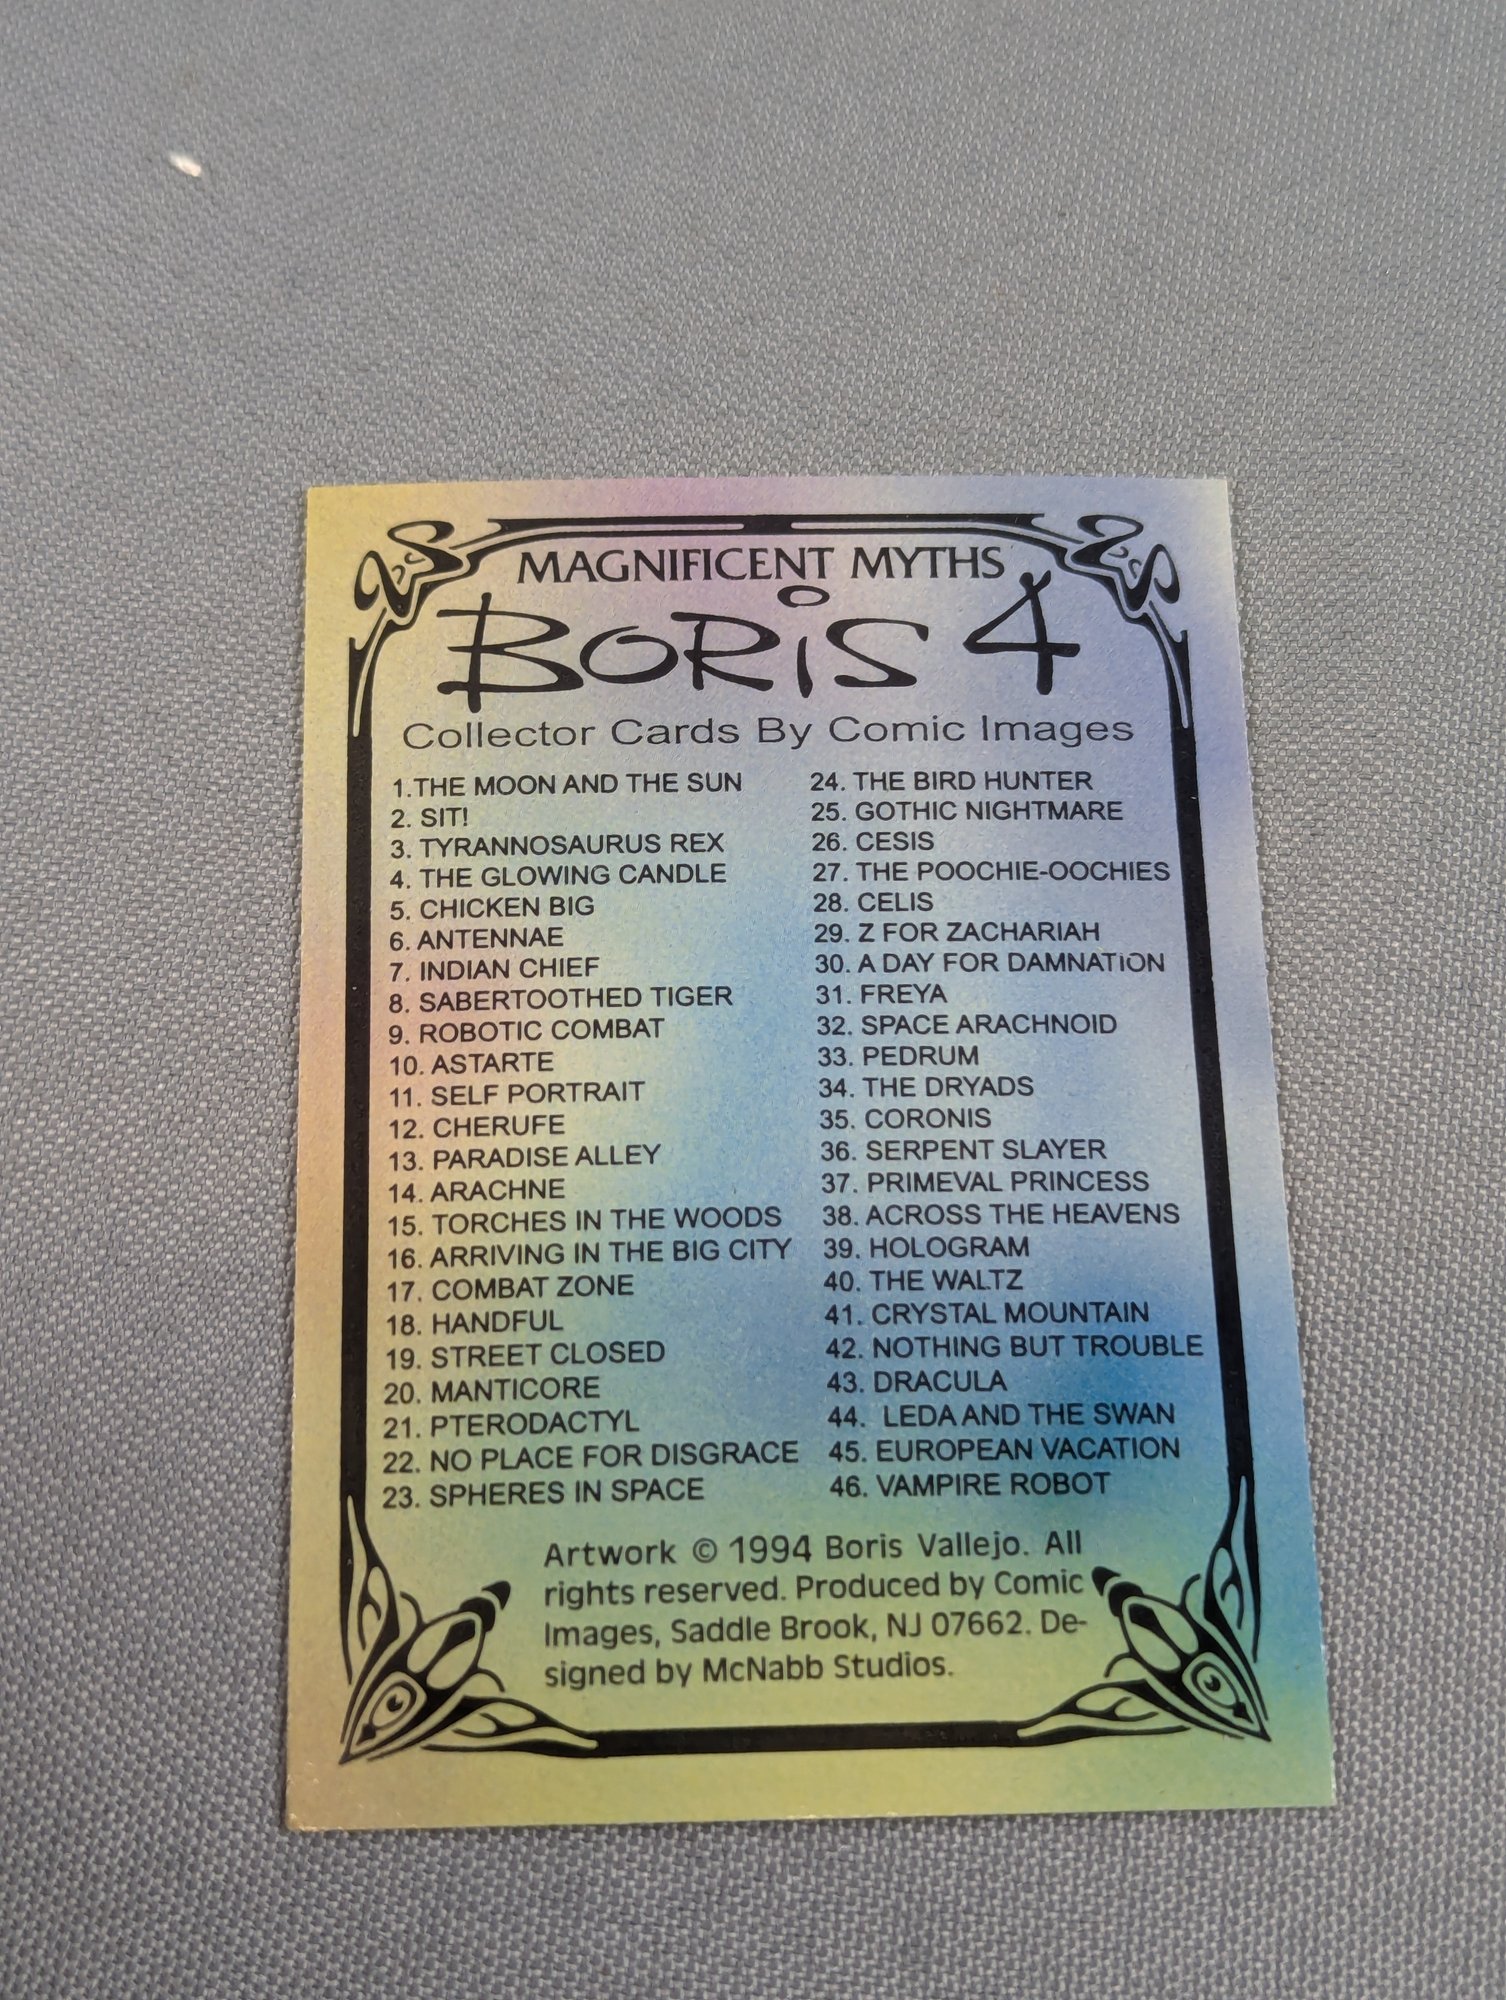 MAGNIFICENT MYTHS
BORIS 4
Collector Cards By Comic Images
1.THE MOON AND THE SUN
2. SIT!
3. TYRANNOSAURUS REX
4. THE GLOWING CANDLE
5. CHICKEN BIG
6. ANTENNAE
7. INDIAN CHIEF
8. SABERTOOTHED TIGER
9. ROBOTIC COMBAT
10. ASTARTE
11. SELF PORTRAIT
12. CHERUFE
13. PARADISE ALLEY
14. ARACHNE
15. TORCHES IN THE WOODS
16. ARRIVING IN THE BIG CITY
17. COMBAT ZONE
18. HANDFUL
19. STREET CLOSED
20. MANTICORE
21. PTERODACTYL
22. NO PLACE FOR DISGRACE
23. SPHERES IN SPACE
24. THE BIRD HUNTER
25. GOTHIC NIGHTMARE
26. CESIS
27. THE POOCHIE-OOCHIES
28. CELIS
29. Z FOR ZACHARIAH
30. A DAY FOR DAMNATION
31. FREYA
32. SPACE ARACHNOID
33. PEDRUM
34. THE DRYADS
35. CORONIS
36. SERPENT SLAYER
37. PRIMEVAL PRINCESS
38. ACROSS THE HEAVENS
39. HOLOGRAM
40. THE WALTZ
41. CRYSTAL MOUNTAIN
42. NOTHING BUT TROUBLE
43. DRACULA
44. LEDA AND THE SWAN
45. EUROPEAN VACATION
46. VAMPIRE ROBOT
Artwork © 1994 Boris Vallejo. All
rights reserved. Produced by Comic
Images, Saddle Brook, NJ 07662. De-
signed by McNabb Studios.